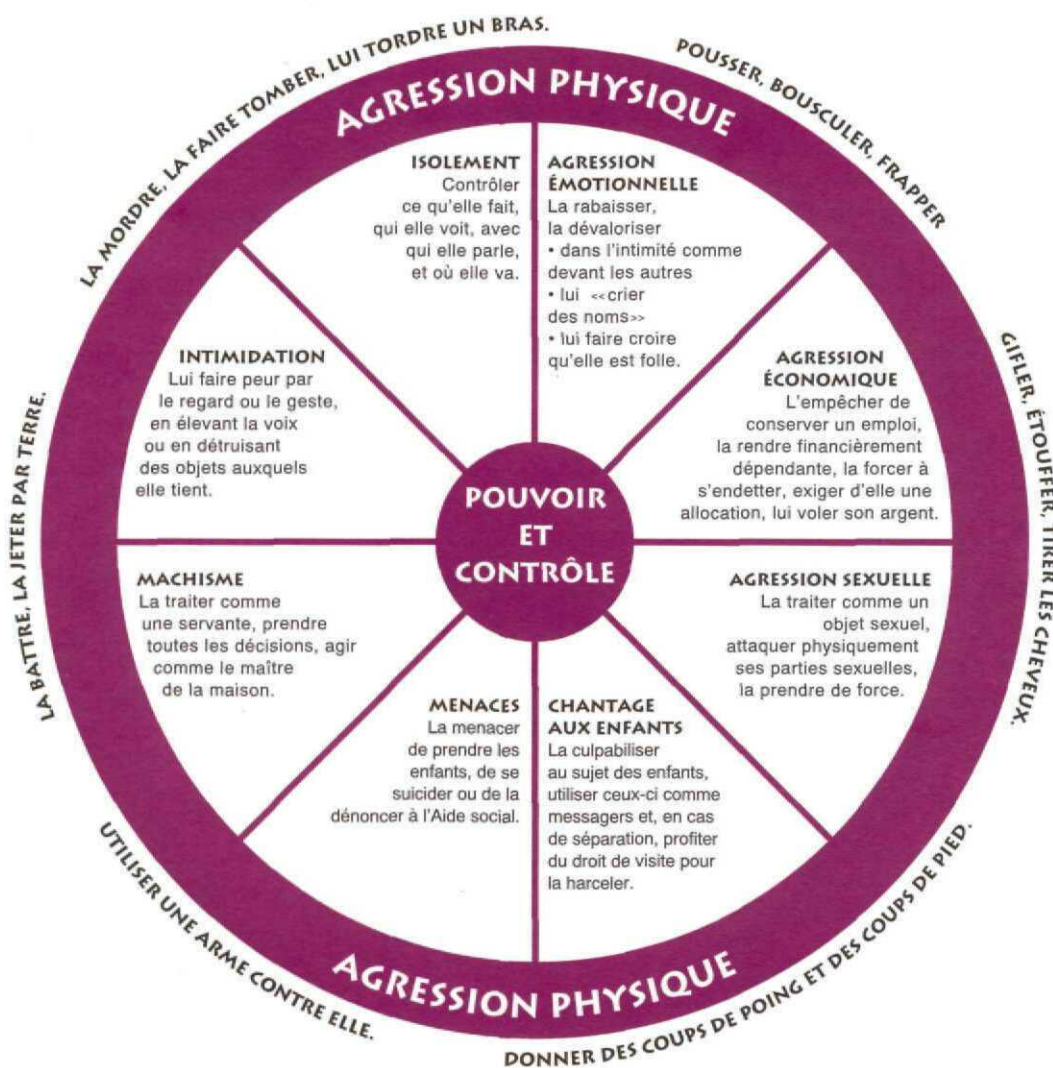 LA MORDRE, LA FAIRE TOMBER, LUI TORDRE UN BRAS.
POUSSER, BOUSCULER, FRAPPER
GIFLER, ÉTOUFFER, TIRER LES CHEVEUX.
DONNER DES COUPS DE POING ET DES COUPS DE PIED.
UTILISER UNE ARME CONTRE ELLE.
LA BATTRE, LA JETER PAR TERRE.
AGRESSION PHYSIQUE
ISOLEMENT
Contrôler
ce qu'elle fait,
qui elle voit, avec
qui elle parle,
et où elle va.
AGRESSION
ÉMOTIONNELLE
La rabaisser,
la dévaloriser
• dans l'intimité comme
devant les autres
• lui <<crier
des noms>>
• lui faire croire
qu'elle est folle.
INTIMIDATION
Lui faire peur par
le regard ou le geste,
en élevant la voix
ou en détruisant
des objets auxquels
elle tient.
AGRESSION
ÉCONOMIQUE
L'empêcher de
conserver un emploi,
la rendre financièrement
dépendante, la forcer à
s'endetter, exiger d'elle une
allocation, lui voler son argent.
POUVOIR
ET
CONTRÔLE
MACHISME
La traiter comme
une servante, prendre
toutes les décisions, agir
comme le maître
de la maison.
AGRESSION SEXUELLE
La traiter comme un
objet sexuel,
attaquer physiquement
ses parties sexuelles,
la prendre de force.
MENACES
La menacer
de prendre les
enfants, de se
suicider ou de la
dénoncer à l'Aide social.
CHANTAGE
AUX ENFANTS
La culpabiliser
au sujet des enfants,
utiliser ceux-ci comme
messagers et, en cas
de séparation, profiter
du droit de visite pour
la harceler.
AGRESSION PHYSIQUE